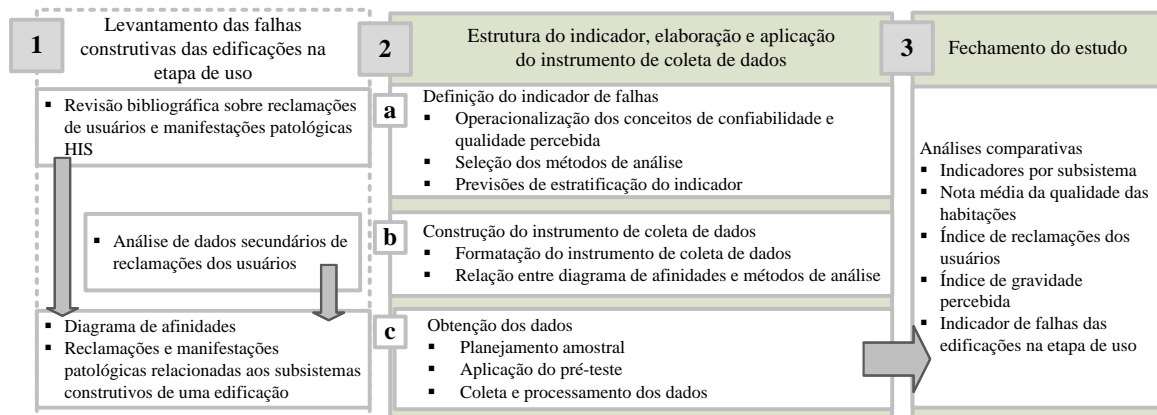 1
Levantamento das falhas
construtivas das edificações na
etapa de uso
▪ Revisão bibliográfica sobre reclamações
de usuários e manifestações patológicas
HIS
▪ Análise de dados secundários de
reclamações dos usuários
▪ Diagrama de afinidades
▪ Reclamações e manifestações
patológicas relacionadas aos subsistemas
construtivos de uma edificação
2
Estrutura do indicador, elaboração e aplicação
do instrumento de coleta de dados
a
Definição do indicador de falhas
▪ Operacionalização dos conceitos de confiabilidade e
qualidade percebida
▪ Seleção dos métodos de análise
▪ Previsões de estratificação do indicador
b
Construção do instrumento de coleta de dados
▪ Formatação do instrumento de coleta de dados
▪ Relação entre diagrama de afinidades e métodos de análise
c
Obtenção dos dados
▪ Planejamento amostral
▪ Aplicação do pré-teste
▪ Coleta e processamento dos dados
3
Fechamento do estudo
Análises comparativas
▪ Indicadores por subsistema
▪ Nota média da qualidade das
habitações
▪ Índice de reclamações dos
usuários
▪ Índice de gravidade
percebida
▪ Indicador de falhas das
edificações na etapa de uso